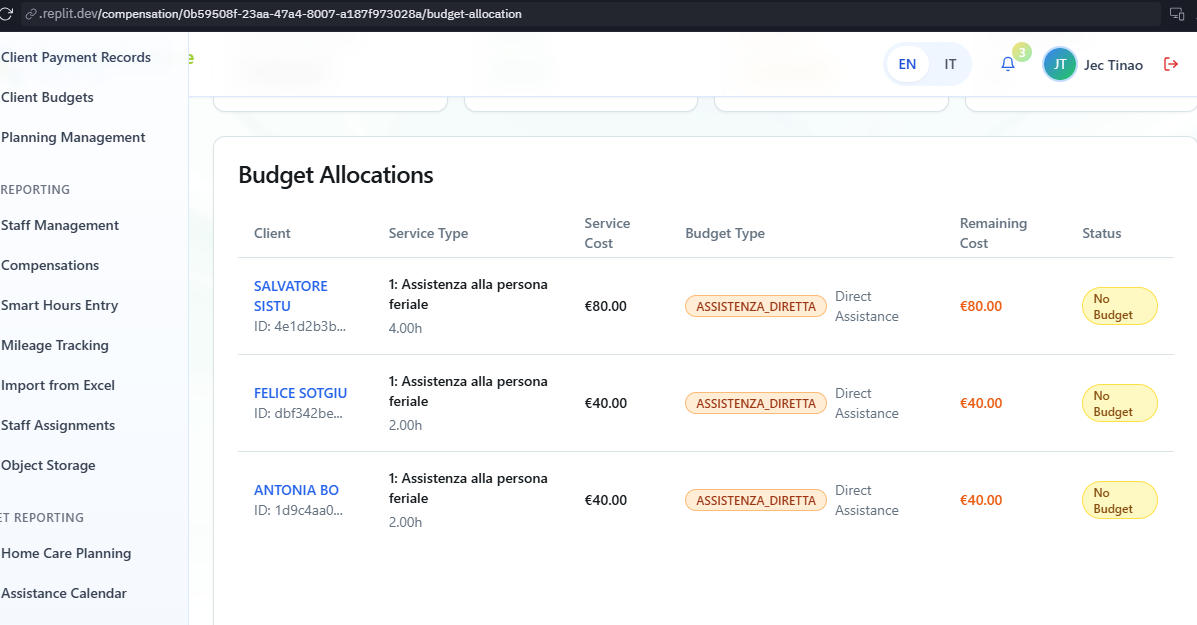 .replit.dev/compensation/0b59508f-23aa-47a4-8007-a187f973028a/budget-allocation
Client Payment Records
Client Budgets
Planning Management
REPORTING
Staff Management
Compensations
Smart Hours Entry
Mileage Tracking
Import from Excel
Staff Assignments
Object Storage
ET REPORTING
Home Care Planning
Assistance Calendar
e
EN
IT
3
JT
Jec Tinao
Budget Allocations
Client
Service Type
Service
Cost
Budget Type
Remaining
Cost
Status
SALVATORE
SISTU
ID: 4e1d2b3b...
1: Assistenza alla persona
feriale
4.00h
€80.00
ASSISTENZA_DIRETTA
Direct
Assistance
€80.00
No
Budget
FELICE SOTGIU
ID: dbf342be...
1: Assistenza alla persona
feriale
2.00h
€40.00
ASSISTENZA_DIRETTA
Direct
Assistance
€40.00
No
Budget
ANTONIA BO
ID: 1d9c4aa0...
1: Assistenza alla persona
feriale
2.00h
€40.00
ASSISTENZA_DIRETTA
Direct
Assistance
€40.00
No
Budget